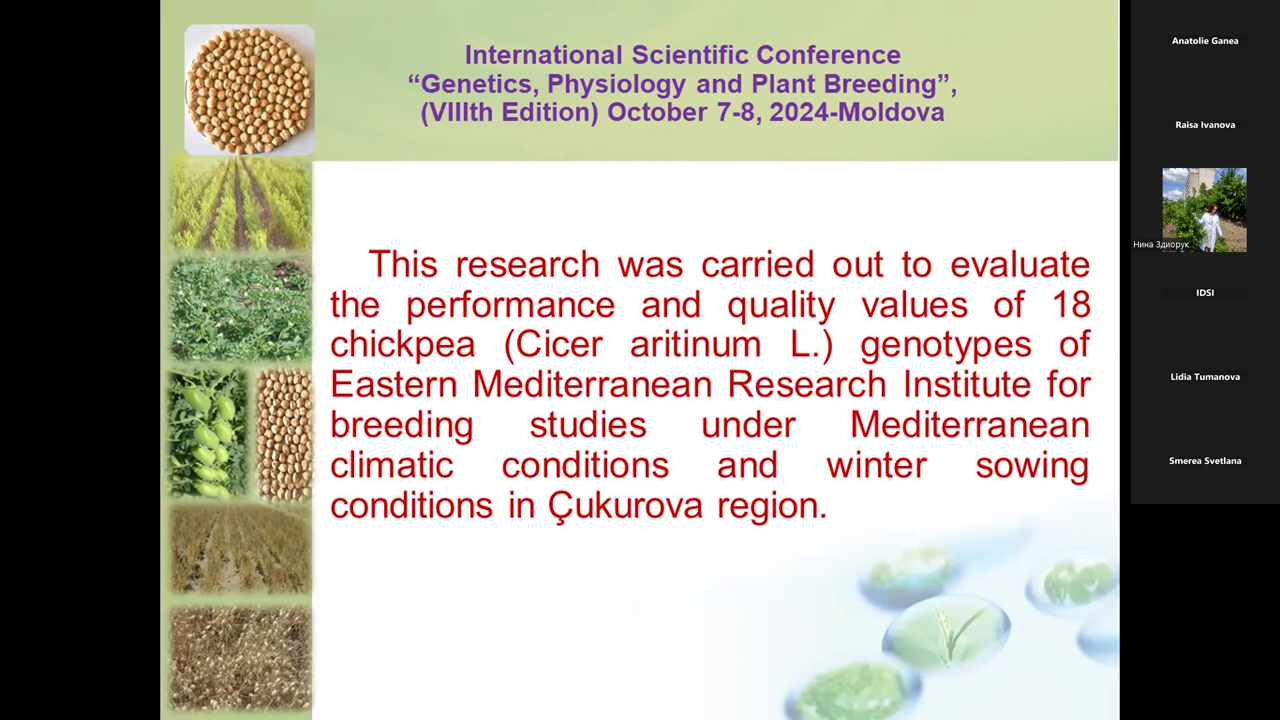 International Scientific Conference
“Genetics, Physiology and Plant Breeding”,
(VIIIth Edition) October 7-8, 2024-Moldova
This research was carried out to evaluate
the performance and quality values of 18
chickpea (Cicer aritinum L.) genotypes of
Eastern Mediterranean Research Institute for
breeding studies under Mediterranean
climatic conditions and winter sowing
conditions in Çukurova region.
Anatolie Ganea
Raisa Ivanova
Нина Здиорук
IDSI
Lidia Tumanova
Smerea Svetlana